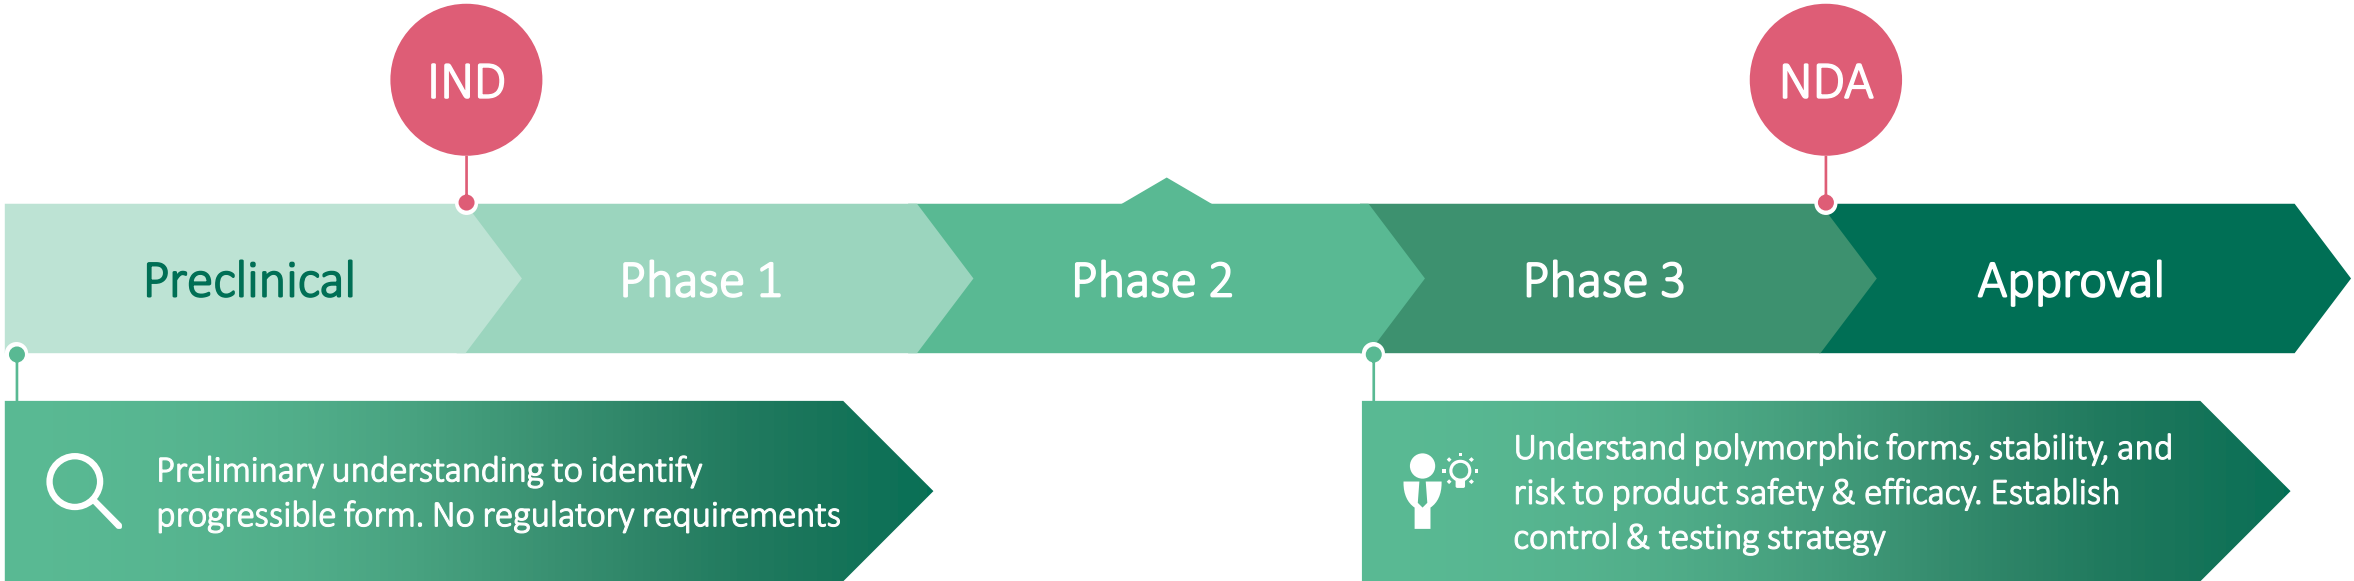 IND
NDA
Preclinical
Phase 1
Phase 2
Phase 3
Approval
Preliminary understanding to identify
progressible form. No regulatory requirements
Understand polymorphic forms, stability, and
risk to product safety & efficacy. Establish
control & testing strategy